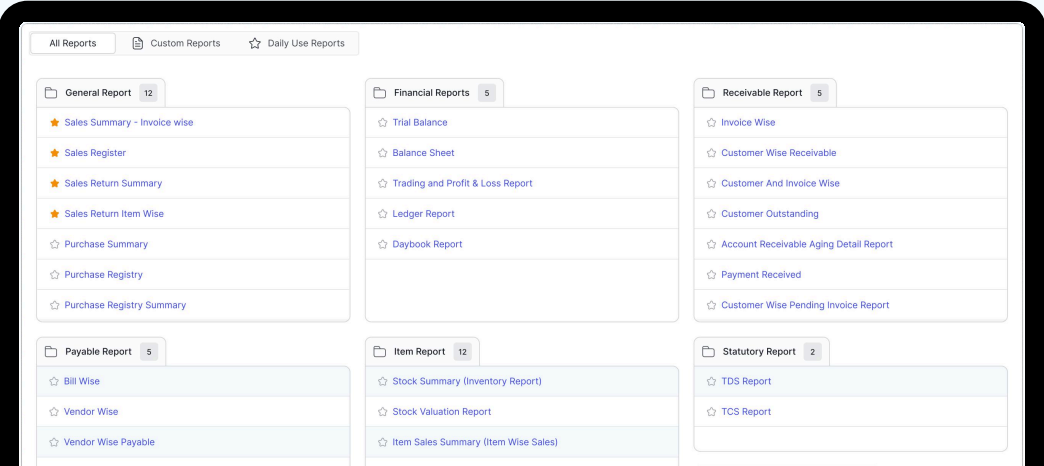 All Reports
Custom Reports
Daily Use Reports
General Report 12
Sales Summary - Invoice wise
Sales Register
Sales Return Summary
Sales Return Item Wise
Purchase Summary
Purchase Registry
Purchase Registry Summary
Financial Reports 5
Trial Balance
Balance Sheet
Trading and Profit & Loss Report
Ledger Report
Daybook Report
Receivable Report 5
Invoice Wise
Customer Wise Receivable
Customer And Invoice Wise
Customer Outstanding
Account Receivable Aging Detail Report
Payment Received
Customer Wise Pending Invoice Report
Payable Report 5
Bill Wise
Vendor Wise
Vendor Wise Payable
Item Report 12
Stock Summary (Inventory Report)
Stock Valuation Report
Item Sales Summary (Item Wise Sales)
Statutory Report 2
TDS Report
TCS Report